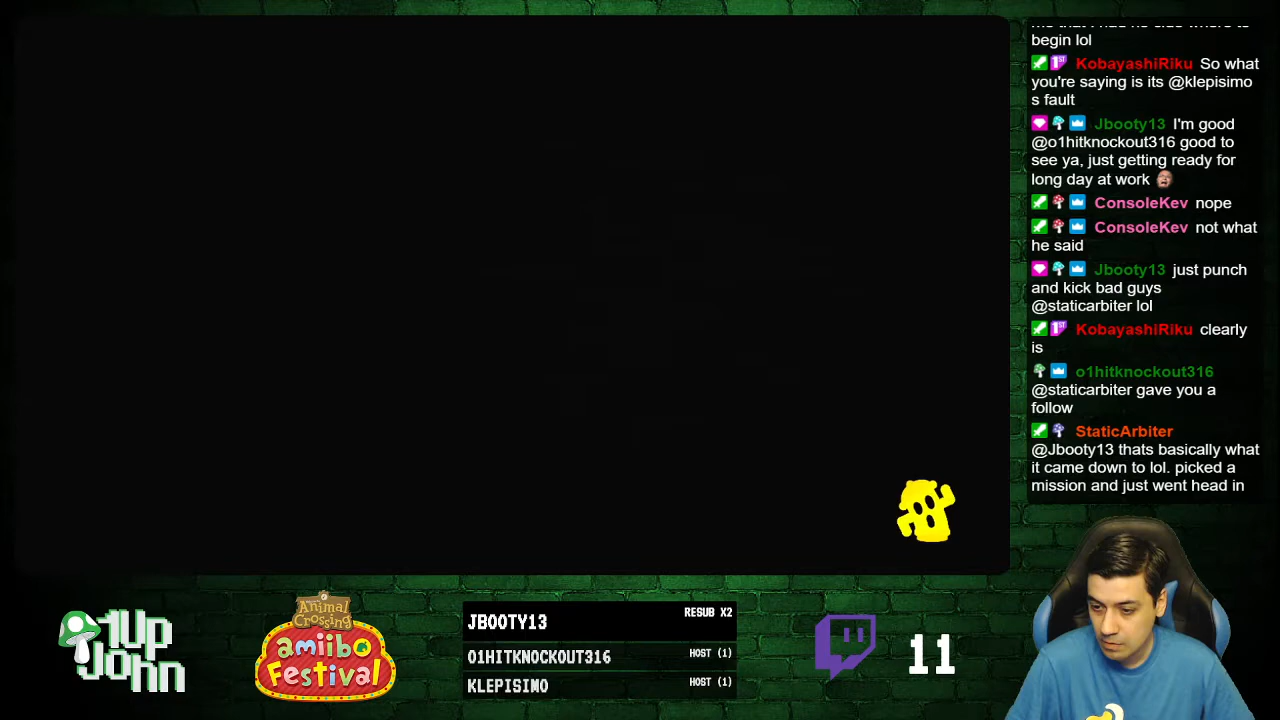 begin lol
KobayashiRiku So what
you're saying is its @klepisimo
s fault
Jbooty13 I'm good
@o1hitknockout316 good to
see ya, just getting ready for
long day at work
ConsoleKev nope
ConsoleKev not what
he said
Jbooty13 just punch
and kick bad guys
@staticarbiter lol
KobayashiRiku clearly
is
o1hitknockout316
@staticarbiter gave you a
follow
StaticArbiter
@Jbooty13 thats basically what
it came down to lol. picked a
mission and just went head in
1Up
John
Animal
Crossing
amiibo
Festival
JBOOTY13 RESUB X2
O1HITKNOCKOUT316 HOST (1)
KLEPISIMO HOST (1)
11